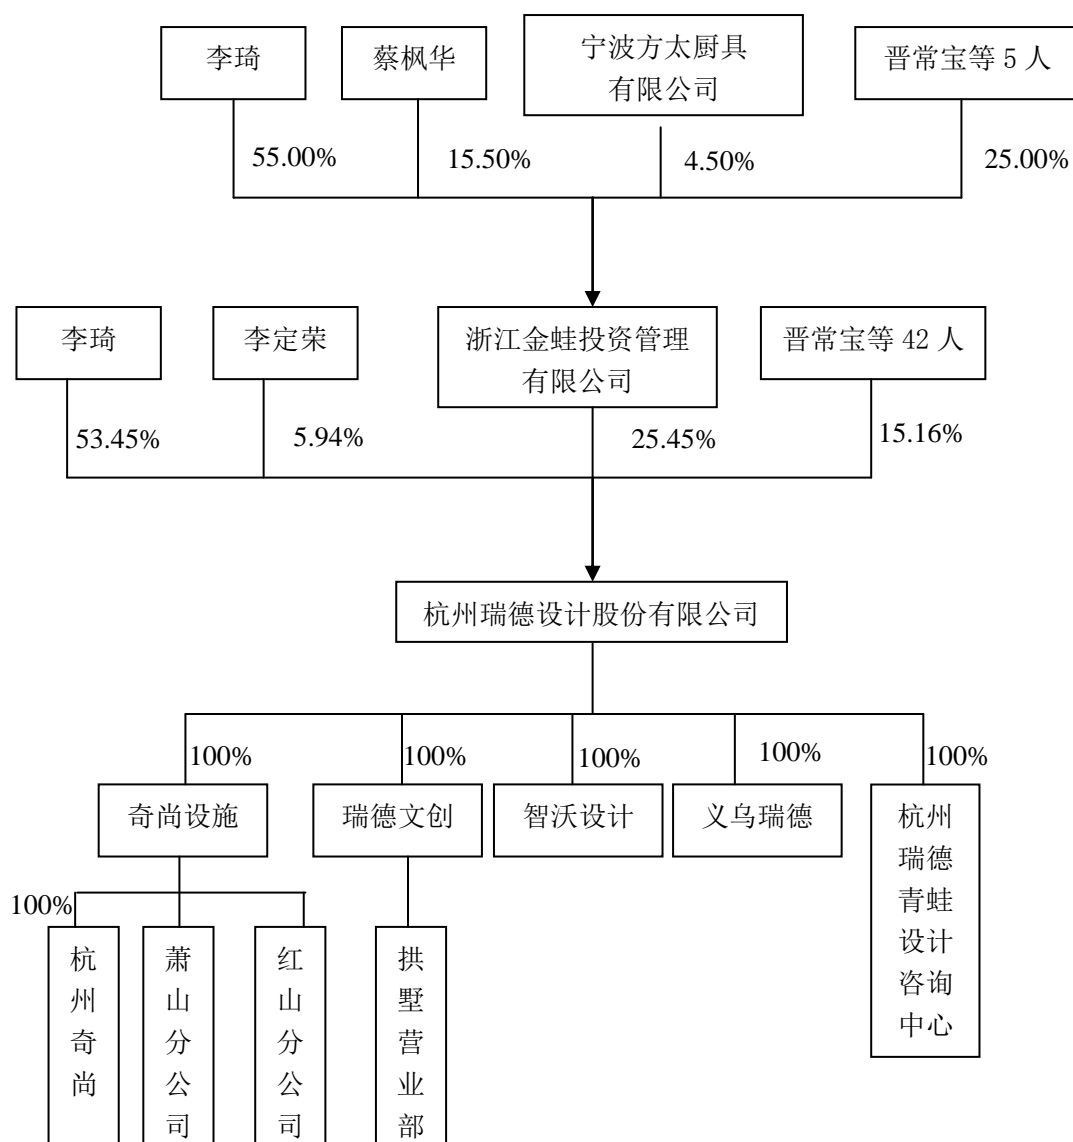 李琦
蔡枫华
宁波方太厨具
有限公司
晋常宝等 5 人
55.00%
15.50%
4.50%
25.00%
李琦
李定荣
浙江金蛙投资管理
有限公司
晋常宝等 42 人
53.45%
5.94%
25.45%
15.16%
杭州瑞德设计股份有限公司
100%
100%
100%
100%
100%
奇尚设施
瑞德文创
智沃设计
义乌瑞德
杭州
瑞德
青蛙
设计
咨询
中心
100%
杭州奇尚
萧山分公司
红山分公司
拱墅营业部